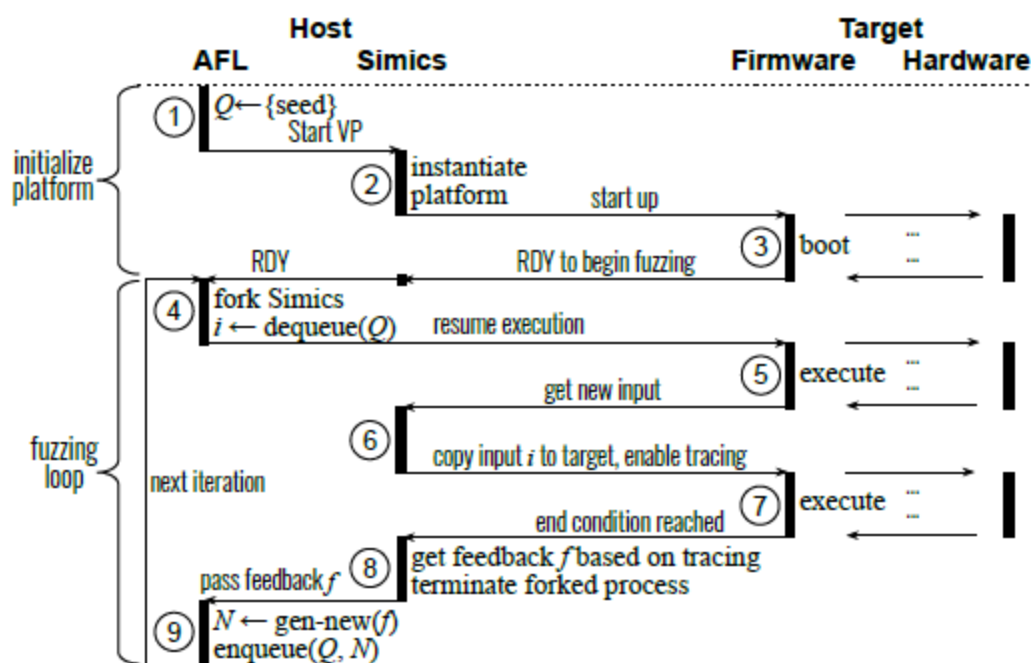 Host
Target
AFL
Simics
Firmware
Hardware
1
Q←{seed}
Start VP
initialize
platform
2
instantiate
platform
start up
3
boot
...
...
RDY
RDY to begin fuzzing
4
fork Simics
i ← dequeue(Q)
resume execution
5
execute
...
...
get new input
6
fuzzing
loop
next iteration
copy input i to target, enable tracing
7
execute
...
...
end condition reached
8
get feedback f based on tracing
terminate forked process
pass feedback f
9
N ← gen-new(f)
enqueue(Q, N)